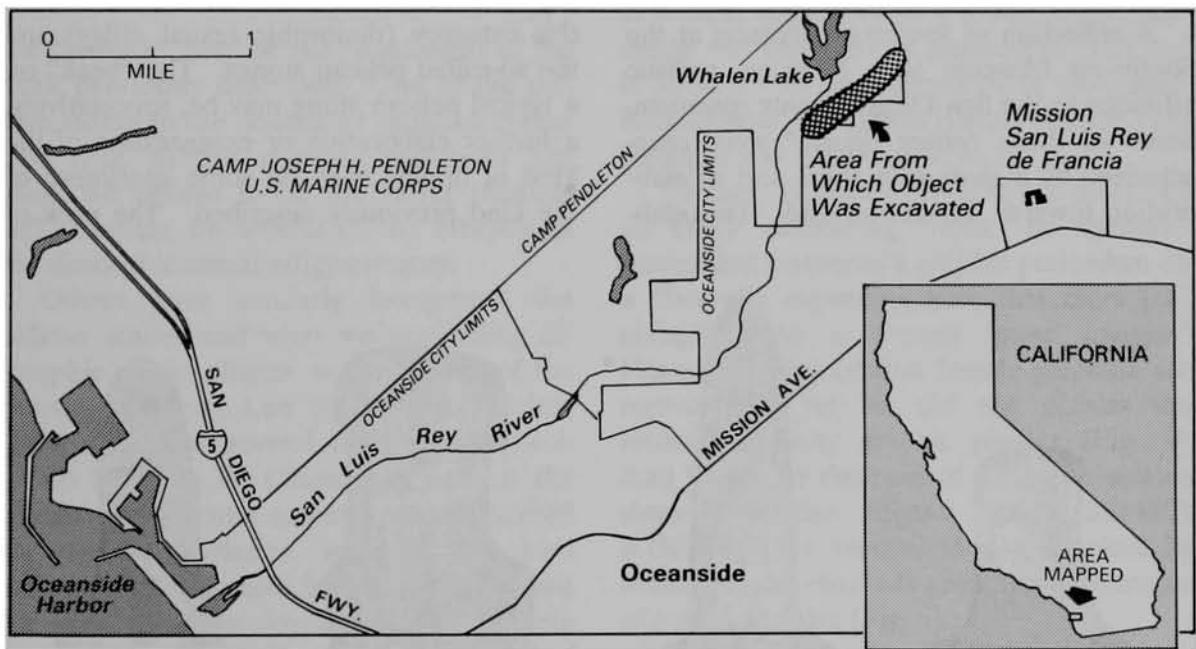 0 1
MILE
Whalen Lake
Mission
San Luis Rey
de Francia
CAMP JOSEPH H. PENDLETON
U.S. MARINE CORPS
CAMP PENDLETON
OCEANSIDE CITY LIMITS
Area From
Which Object
Was Excavated
OCEANSIDE CITY LIMITS
SAN
5
DIEGO
FWY.
San Luis Rey River
MISSION AVE.
CALIFORNIA
Oceanside
Harbor
Oceanside
AREA
MAPPED